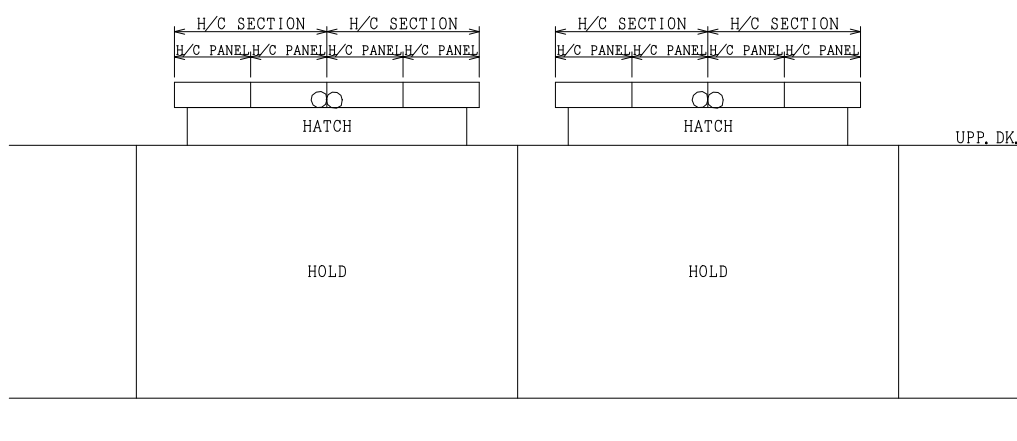 H/C SECTION H/C SECTION H/C SECTION H/C SECTION
H/C PANEL H/C PANEL H/C PANEL H/C PANEL H/C PANEL H/C PANEL H/C PANEL H/C PANEL
HATCH HATCH
UPP. DK.
HOLD HOLD